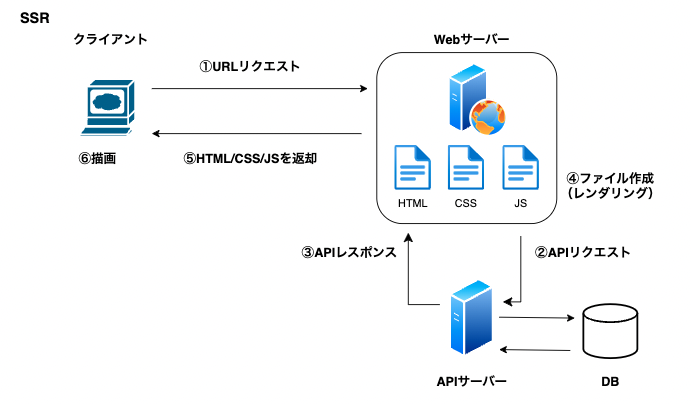 SSR
クライアント
Webサーバー
①URLリクエスト
⑤HTML/CSS/JSを返却
⑥描画
HTML
CSS
JS
④ファイル作成
（レンダリング）
③APIレスポンス
②APIリクエスト
APIサーバー
DB